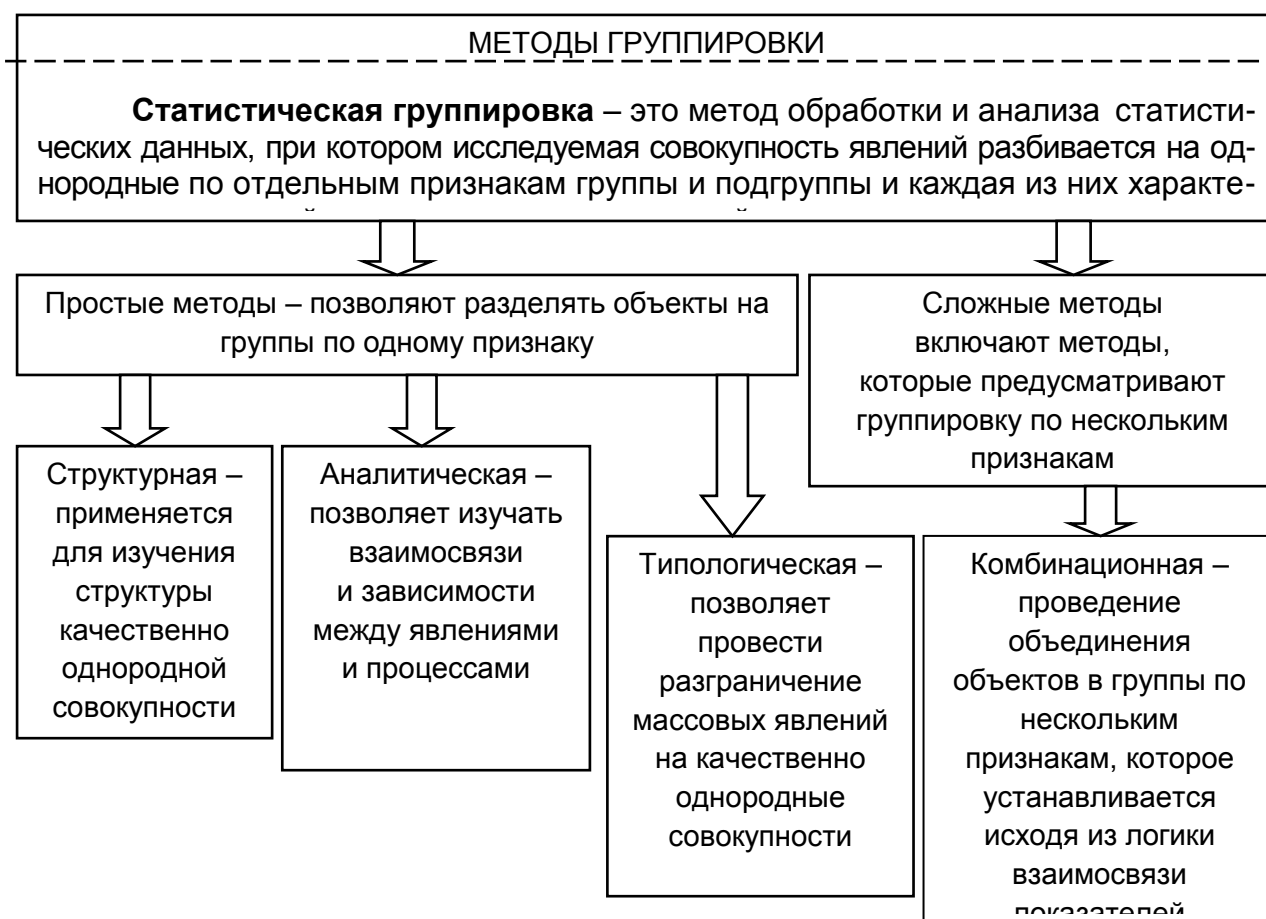 МЕТОДЫ ГРУППИРОВКИ
Статистическая группировка – это метод обработки и анализа статисти-
ческих данных, при котором исследуемая совокупность явлений разбивается на од-
нородные по отдельным признакам группы и подгруппы и каждая из них характе-
Простые методы – позволяют разделять объекты на
группы по одному признаку
Сложные методы
включают методы,
которые предусматривают
группировку по нескольким
признакам
Структурная –
применяется
для изучения
структуры
качественно
однородной
совокупности
Аналитическая –
позволяет изучать
взаимосвязи
и зависимости
между явлениями
и процессами
Типологическая –
позволяет
провести
разграничение
массовых явлений
на качественно
однородные
совокупности
Комбинационная –
проведение
объединения
объектов в группы по
нескольким
признакам, которое
устанавливается
исходя из логики
взаимосвязи
показателей